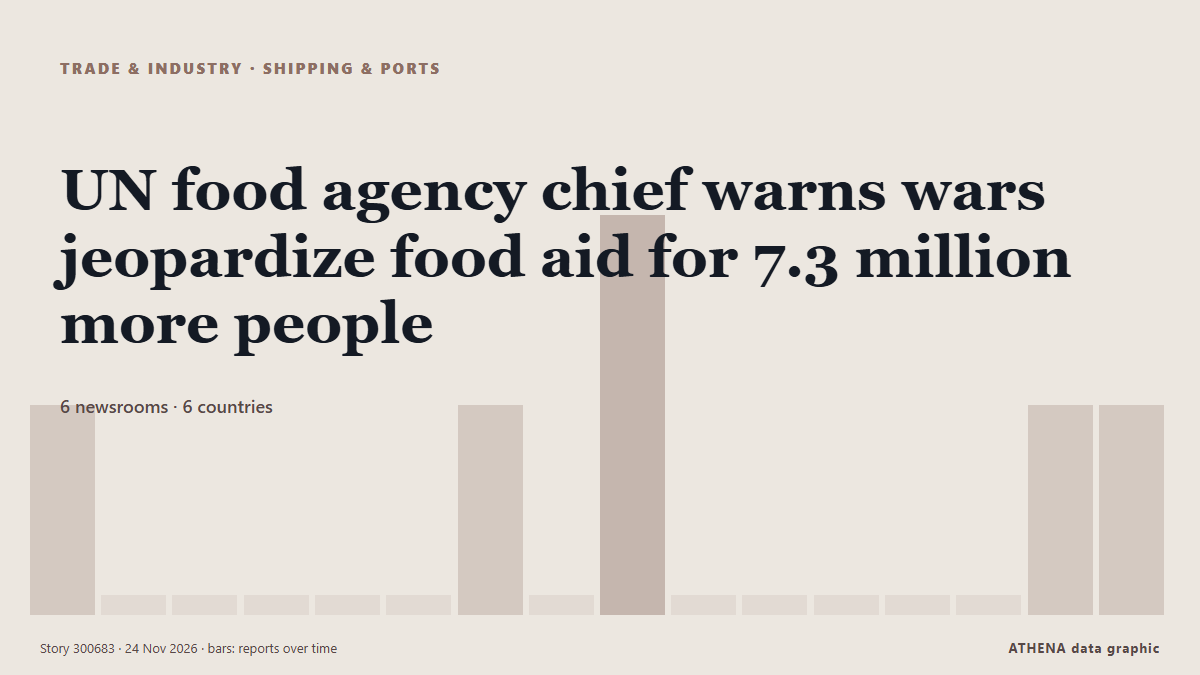 TRADE & INDUSTRY · SHIPPING & PORTS
UN food agency chief warns wars
jeopardize food aid for 7.3 million
more people
6 newsrooms · 6 countries
Story 300683 · 24 Nov 2026 · bars: reports over time
ATHENA data graphic